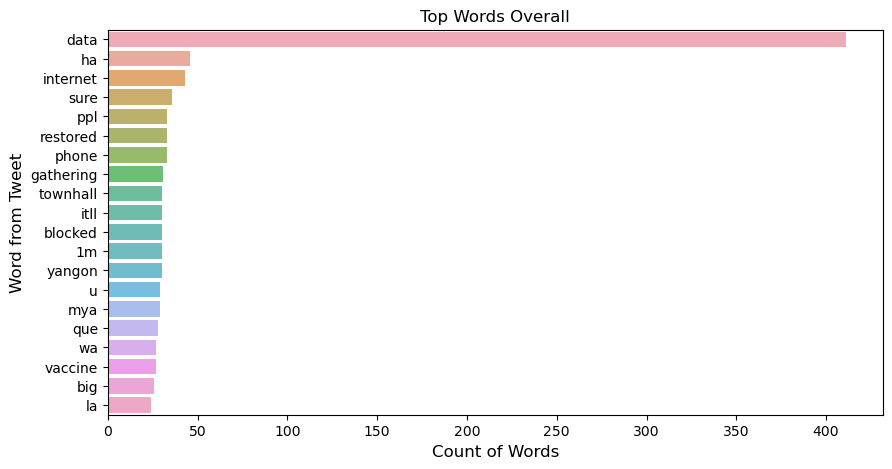 Top Words Overall
data
ha
internet
sure
ppl
restored
phone
gathering
townhall
itll
blocked
1m
yangon
u
mya
que
wa
vaccine
big
la
Word from Tweet
0 50 100 150 200 250 300 350 400
Count of Words